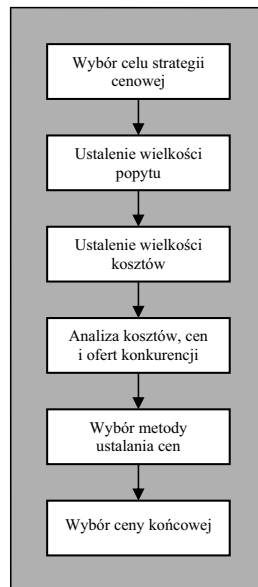 Wybór celu strategii
cenowej
Ustalenie wielkości
popytu
Ustalenie wielkości
kosztów
Analiza kosztów, cen
i ofert konkurencji
Wybór metody
ustalania cen
Wybór ceny końcowej